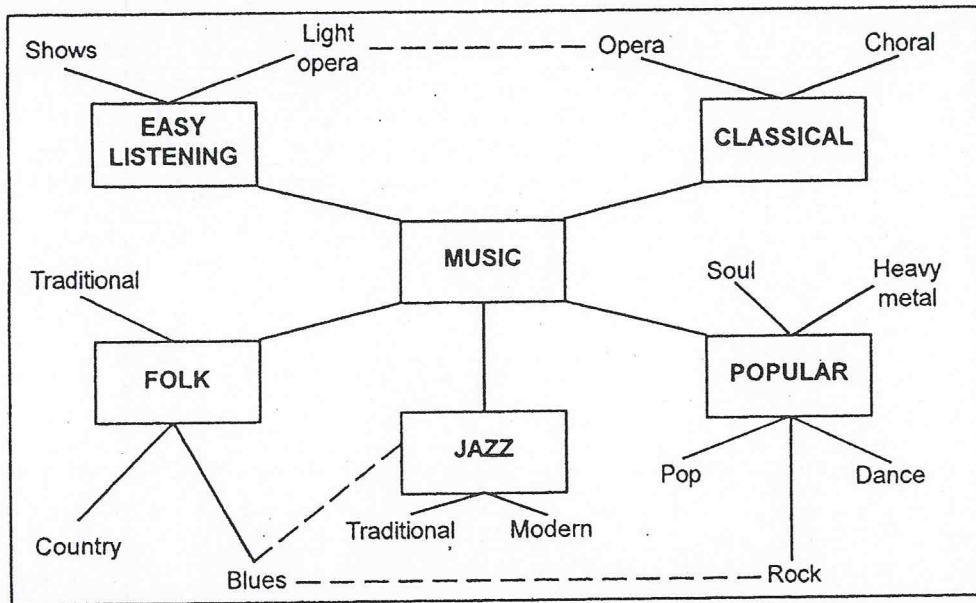 Shows
Light
opera
Opera
Choral
EASY
LISTENING
CLASSICAL
MUSIC
Traditional
Soul
Heavy
metal
FOLK
POPULAR
JAZZ
Pop
Dance
Country
Traditional
Modern
Blues
Rock